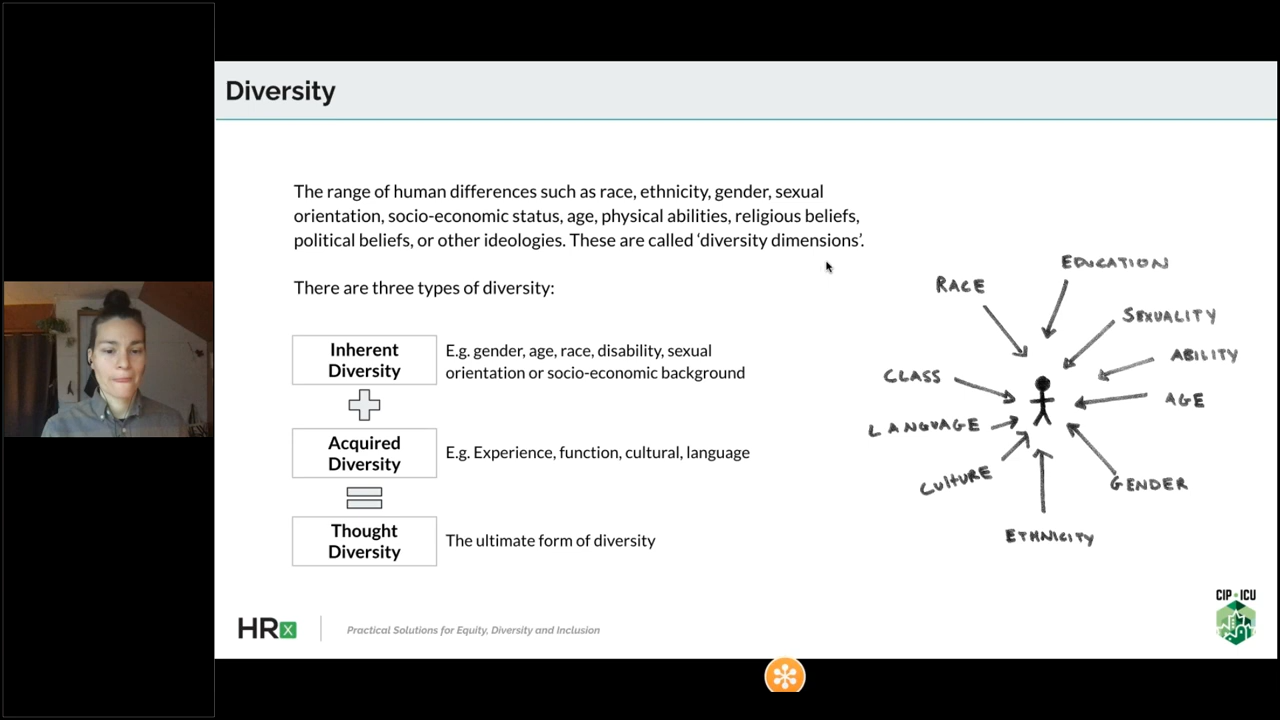 Diversity
The range of human differences such as race, ethnicity, gender, sexual
orientation, socio-economic status, age, physical abilities, religious beliefs,
political beliefs, or other ideologies. These are called ‘diversity dimensions’.
There are three types of diversity:
Inherent
Diversity
E.g. gender, age, race, disability, sexual
orientation or socio-economic background
Acquired
Diversity
E.g. Experience, function, cultural, language
Thought
Diversity
The ultimate form of diversity
EDUCATION
RACE
SEXUALITY
ABILITY
CLASS
AGE
LANGUAGE
CULTURE
GENDER
ETHNICITY
HRx
Practical Solutions for Equity, Diversity and Inclusion
CIP ICU